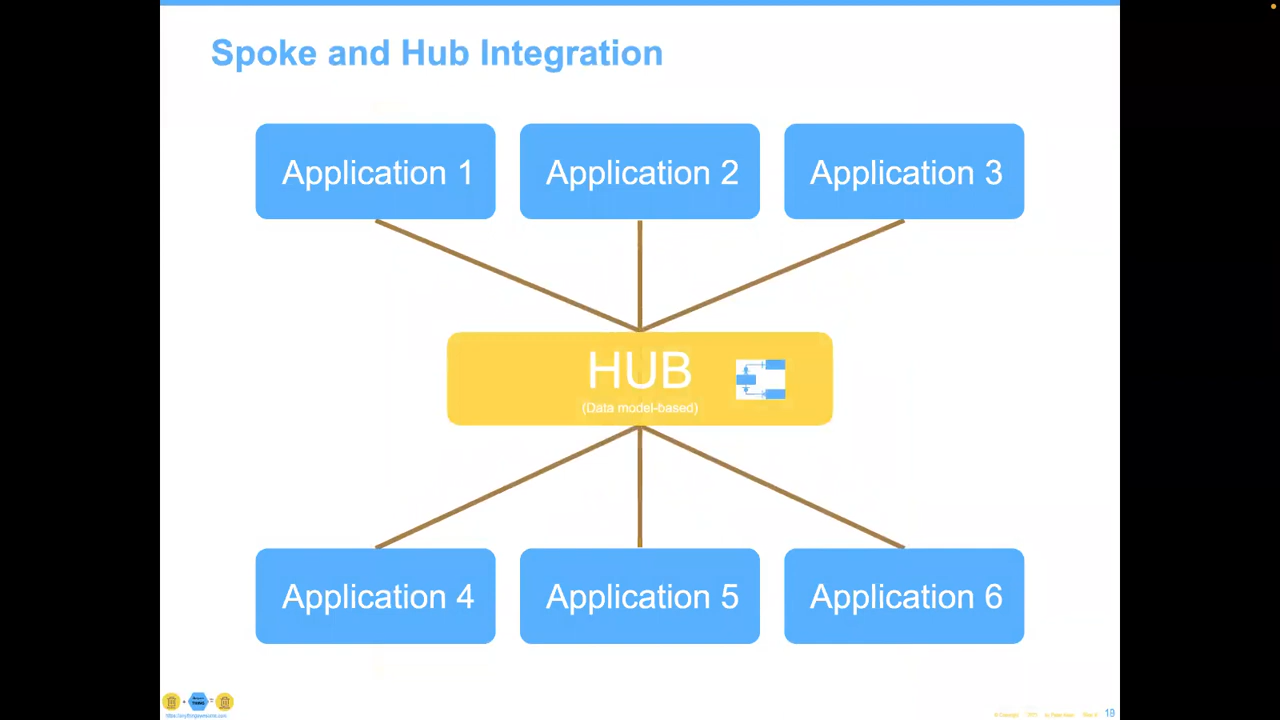 Spoke and Hub Integration
Application 1
Application 2
Application 3
HUB
(Data model-based)
Application 4
Application 5
Application 6
19